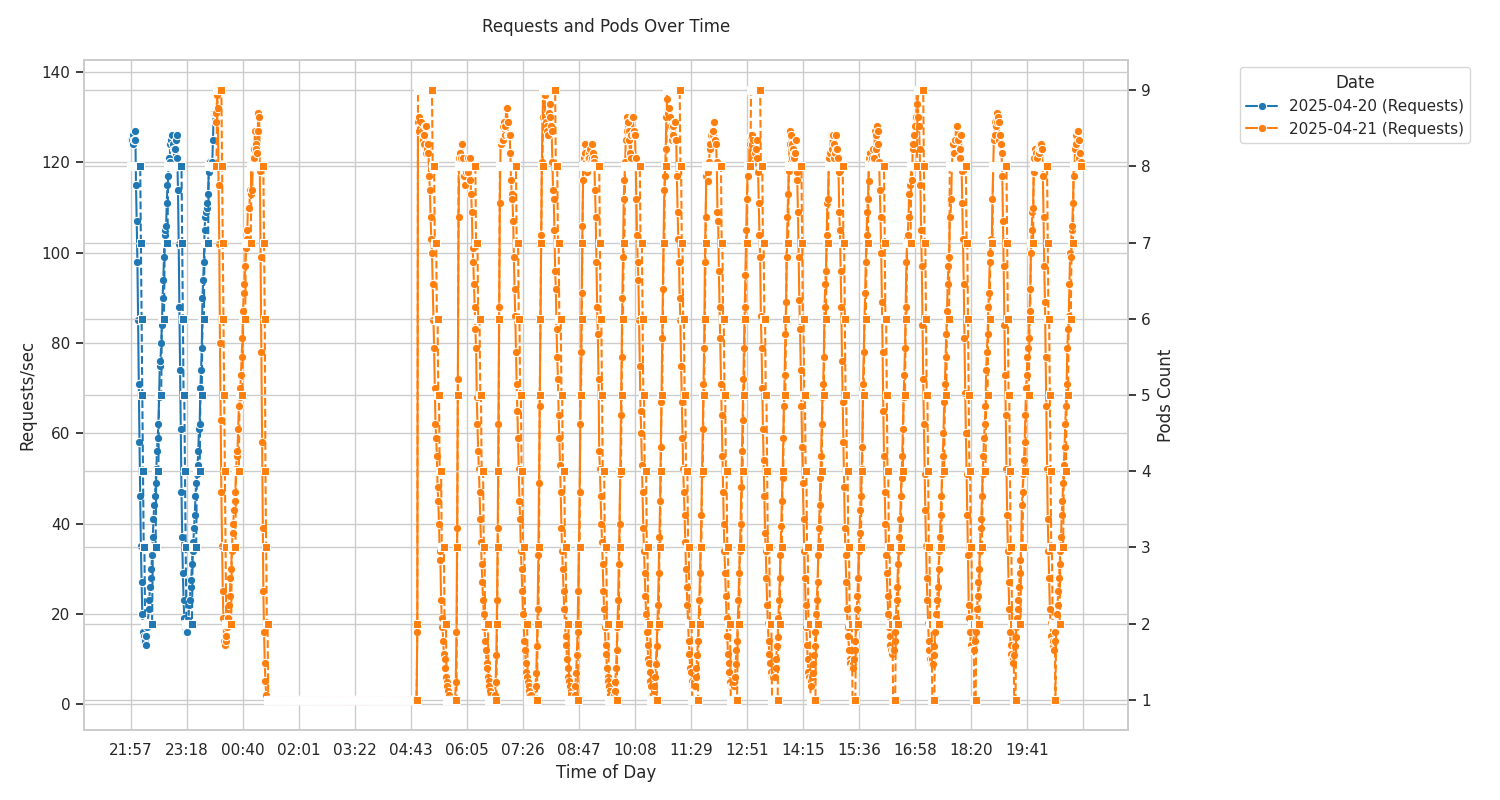 Requests and Pods Over Time
140
120
100
80
60
40
20
0
Requests/sec
9
8
7
6
5
4
3
2
1
Pods Count
21:57 23:18 00:40 02:01 03:22 04:43 06:05 07:26 08:47 10:08 11:29 12:51 14:15 15:36 16:58 18:20 19:41
Time of Day
Date
2025-04-20 (Requests)
2025-04-21 (Requests)